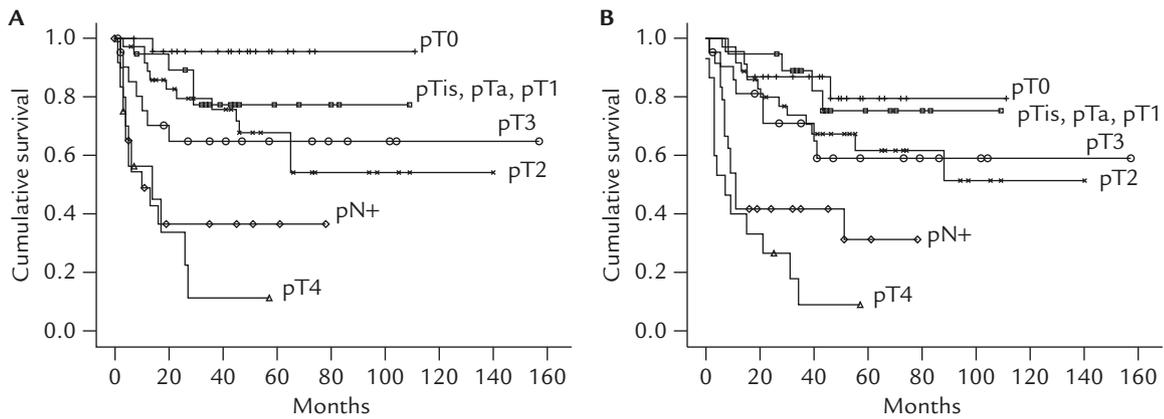 A
Cumulative survival
1.0
0.8
0.6
0.4
0.2
0.0
pT0
pTis, pTa, pT1
pT3
pT2
pN+
pT4
0 20 40 60 80 100 120 140 160
Months
B
Cumulative survival
1.0
0.8
0.6
0.4
0.2
0.0
pT0
pTis, pTa, pT1
pT3
pT2
pN+
pT4
0 20 40 60 80 100 120 140 160
Months